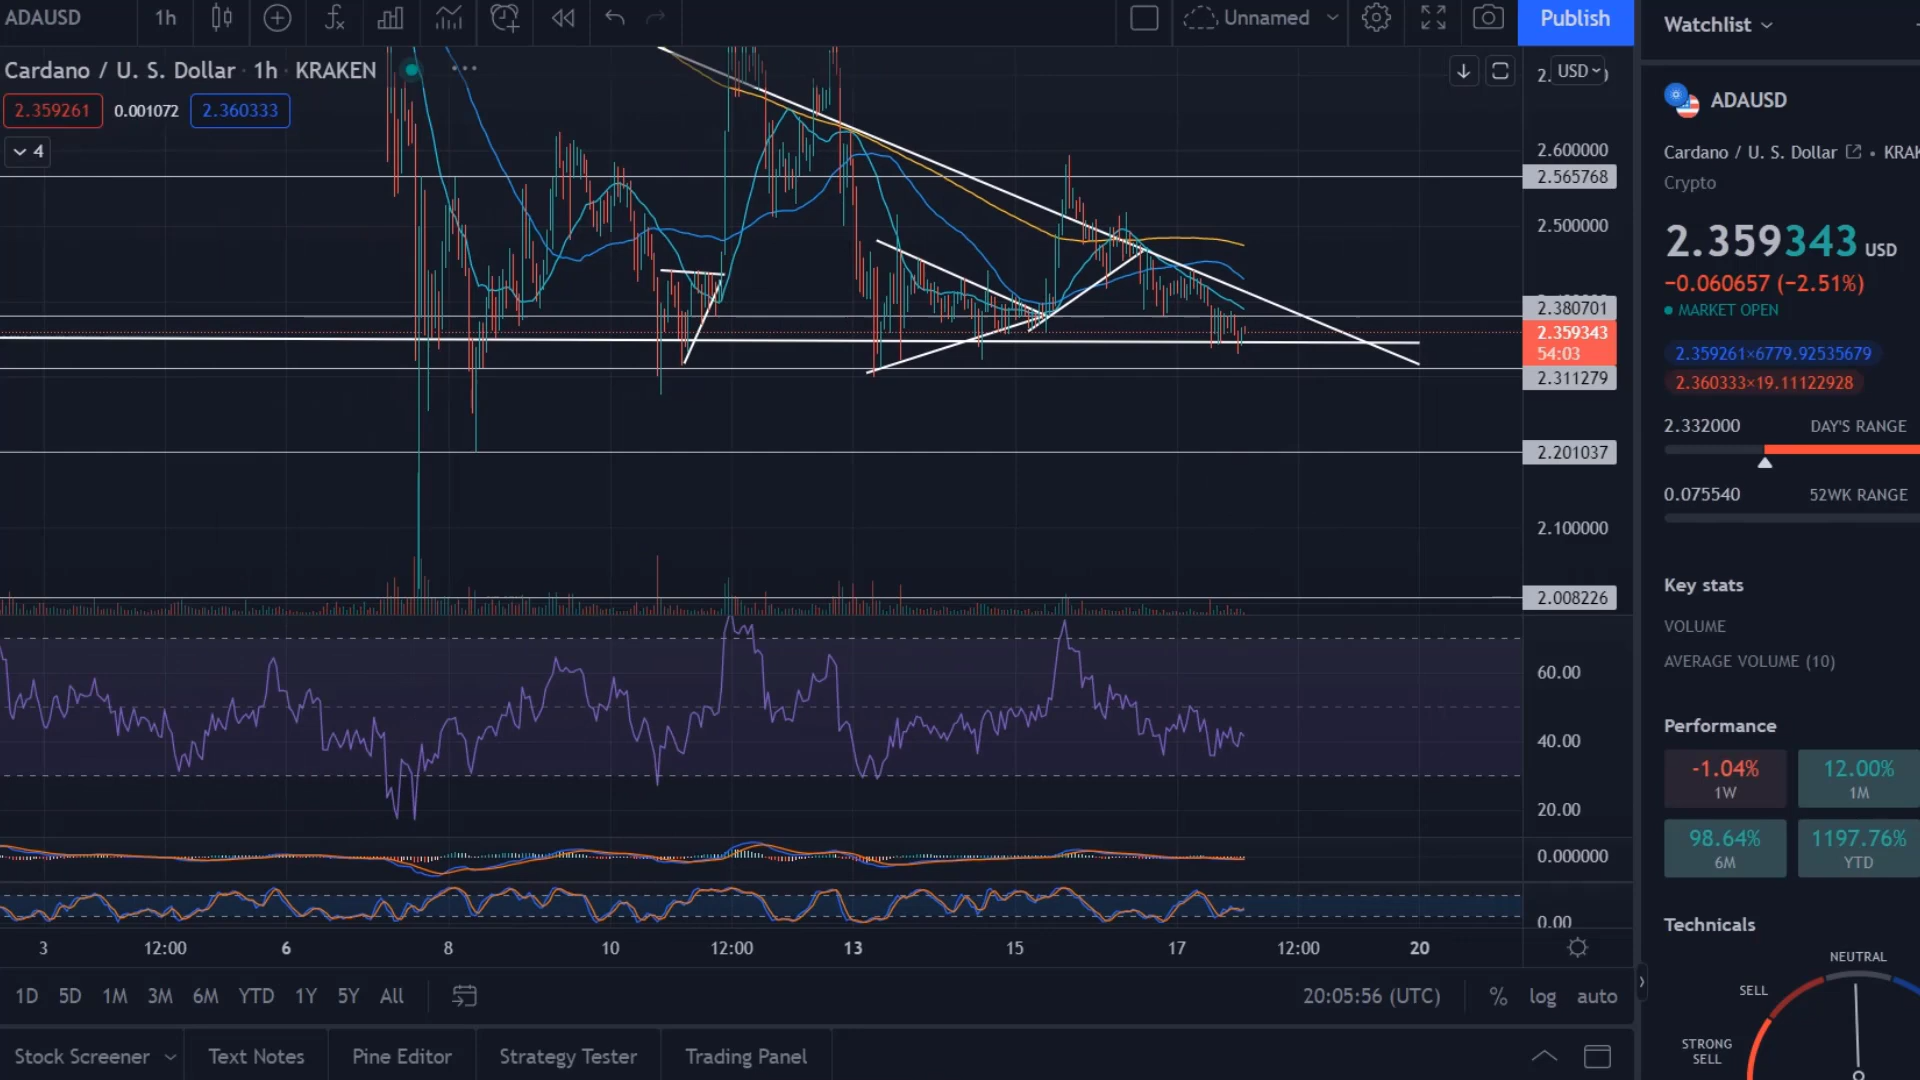 ADAUSD
1h
Unnamed
Publish
Watchlist
Cardano / U. S. Dollar · 1h · KRAKEN
2.359261
0.001072
2.360333
4
USD
2.600000
2.565768
2.500000
2.380701
2.359343
54:03
2.311279
2.201037
2.100000
2.008226
60.00
40.00
20.00
0.000000
0.00
3
12:00
6
8
10
12:00
13
15
17
12:00
20
1D
5D
1M
3M
6M
YTD
1Y
5Y
All
20:05:56 (UTC)
%
log
auto
Stock Screener
Text Notes
Pine Editor
Strategy Tester
Trading Panel
ADAUSD
Cardano / U. S. Dollar
Crypto
2.359343 USD
−0.060657 (−2.51%)
MARKET OPEN
2.359261×6779.92535679
2.360333×19.11122928
2.332000
DAY'S RANGE
0.075540
52WK RANGE
Key stats
VOLUME
AVERAGE VOLUME (10)
Performance
-1.04%
1W
12.00%
1M
98.64%
6M
1197.76%
YTD
Technicals
NEUTRAL
SELL
STRONG
SELL